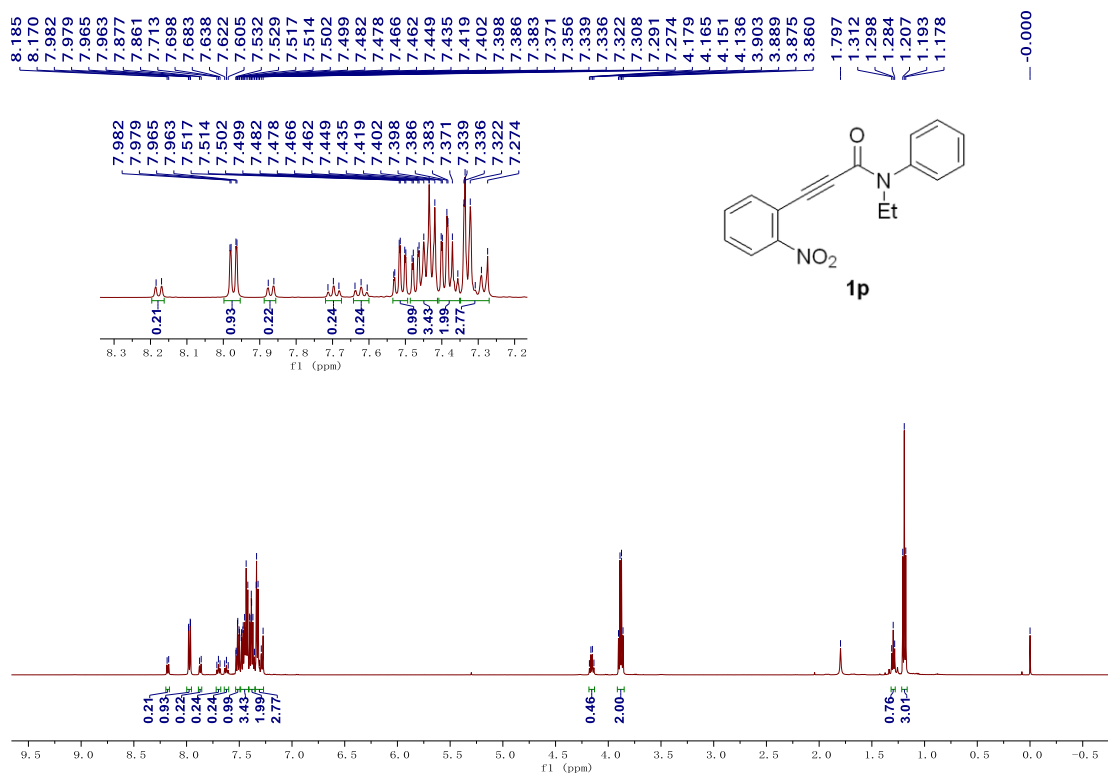 8.185 8.170 7.982 7.979 7.965 7.963 7.877 7.861 7.713 7.698 7.683 7.638 7.622 7.605 7.532 7.529 7.517 7.514 7.502 7.499 7.482 7.478 7.466 7.462 7.449 7.435 7.419 7.402 7.398 7.386 7.383 7.371 7.356 7.339 7.336 7.322 7.308 7.291 7.274 4.179 4.165 4.151 4.136 3.903 3.889 3.875 3.860 1.797 1.312 1.298 1.284 1.207 1.193 1.178 -0.000
7.982 7.979 7.965 7.963 7.517 7.514 7.502 7.499 7.482 7.478 7.466 7.462 7.449 7.435 7.419 7.402 7.398 7.386 7.383 7.371 7.339 7.336 7.322 7.274
O
N
Et
NO2
1p
0.21 0.93 0.22 0.24 0.24 0.99 3.43 1.99 2.77
8.3 8.2 8.1 8.0 7.9 7.8 7.7 7.6 7.5 7.4 7.3 7.2
f1 (ppm)
0.21 0.93 0.22 0.24 0.24 0.99 3.43 1.99 2.77 0.46 2.00 0.76 3.01
9.5 9.0 8.5 8.0 7.5 7.0 6.5 6.0 5.5 5.0 4.5 4.0 3.5 3.0 2.5 2.0 1.5 1.0 0.5 0.0 -0.5
f1 (ppm)